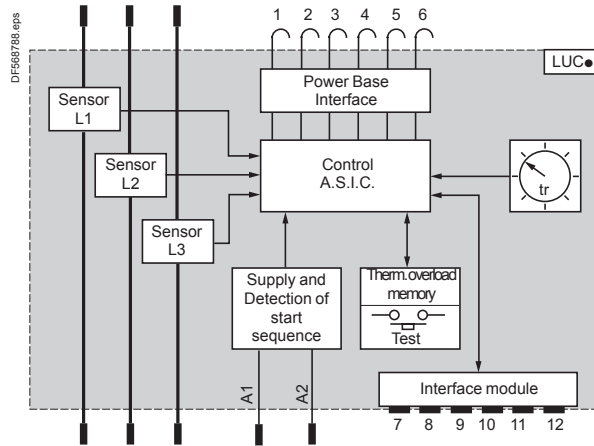 DF568788.eps
1 2 3 4 5 6
LUC●
Power Base
Interface
Sensor
L1
Control
A.S.I.C.
Sensor
L2
tr
Sensor
L3
Supply and
Detection of
start
sequence
Therm.overload
memory
Test
A1
A2
Interface module
7 8 9 10 11 12